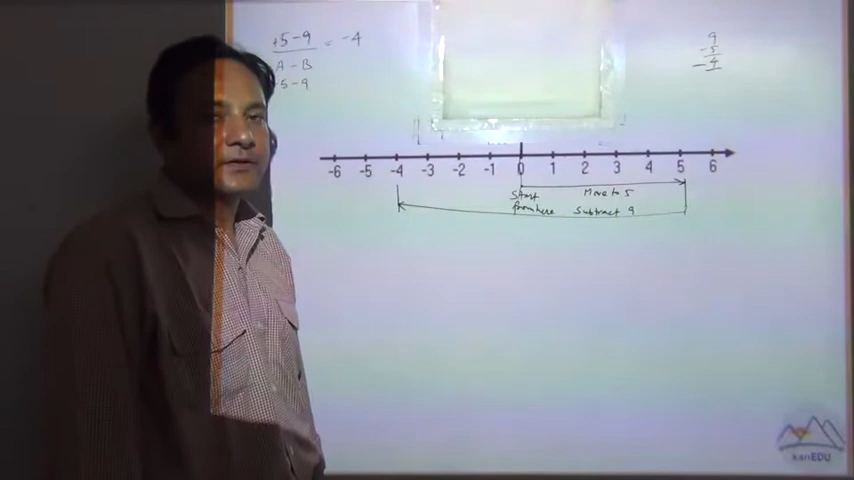 +5-9 = -4
A-B
5-9
9
-5
-4
-6 -5 -4 -3 -2 -1 0 1 2 3 4 5 6
Start Move to 5
from here Subtract 9
kanEDU